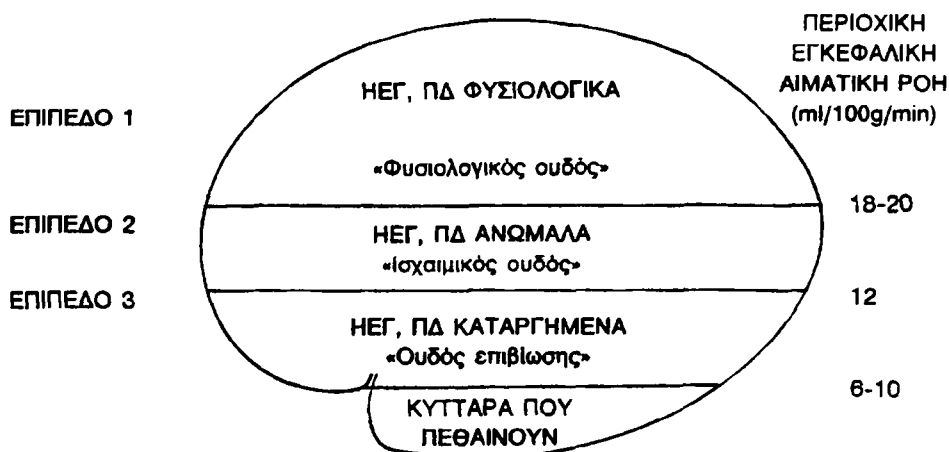 ΠΕΡΙΟΧΙΚΗ
ΕΓΚΕΦΑΛΙΚΗ
ΑΙΜΑΤΙΚΗ ΡΟΗ
(ml/100g/min)
ΗΕΓ, ΠΔ ΦΥΣΙΟΛΟΓΙΚΑ
ΕΠΙΠΕΔΟ 1
«Φυσιολογικός ουδός»
18-20
ΕΠΙΠΕΔΟ 2
ΗΕΓ, ΠΔ ΑΝΩΜΑΛΑ
«Ισχαιμικός ουδός»
ΕΠΙΠΕΔΟ 3
12
ΗΕΓ, ΠΔ ΚΑΤΑΡΓΗΜΕΝΑ
«Ουδός επιβίωσης»
6-10
ΚΥΤΤΑΡΑ ΠΟΥ
ΠΕΘΑΙΝΟΥΝ